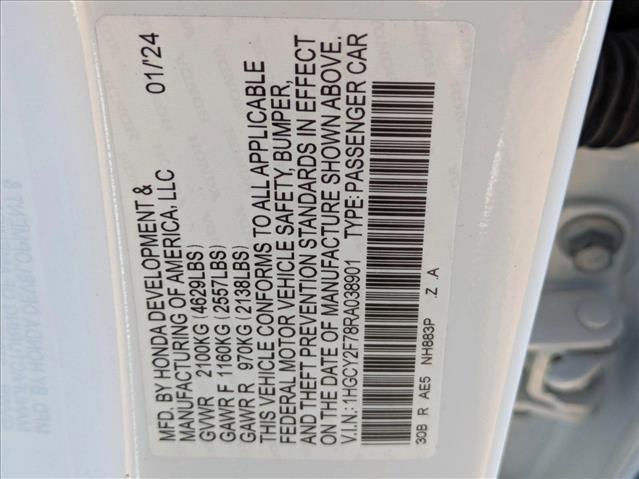 MFD. BY HONDA DEVELOPMENT & 01/'24
MANUFACTURING OF AMERICA, LLC
GVWR 2100KG (4629LBS)
GAWR F 1160KG (2557LBS)
GAWR R 970KG (2138LBS)
THIS VEHICLE CONFORMS TO ALL APPLICABLE
FEDERAL MOTOR VEHICLE SAFETY, BUMPER,
AND THEFT PREVENTION STANDARDS IN EFFECT
ON THE DATE OF MANUFACTURE SHOWN ABOVE.
V.I.N.:1HGCY2F78RA038901 TYPE:PASSENGER CAR
30B R AE5 NH883P .Z .A